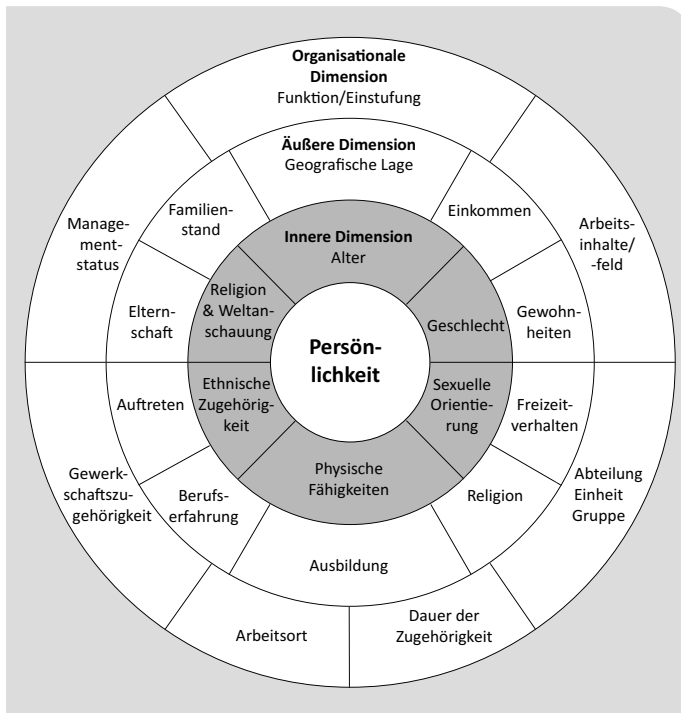 Organisationale
Dimension
Funktion/Einstufung
Äußere Dimension
Geografische Lage
Innere Dimension
Alter
Persön-
lichkeit
Geschlecht
Sexuelle
Orientie-
rung
Physische
Fähigkeiten
Ethnische
Zugehörig-
keit
Religion
& Weltan-
schauung
Einkommen
Gewohn-
heiten
Freizeit-
verhalten
Religion
Ausbildung
Berufs-
erfahrung
Auftreten
Eltern-
schaft
Familien-
stand
Arbeits-
inhalte/
-feld
Abteilung
Einheit
Gruppe
Dauer der
Zugehörigkeit
Arbeitsort
Gewerk-
schaftszu-
gehörigkeit
Manage-
ment-
status